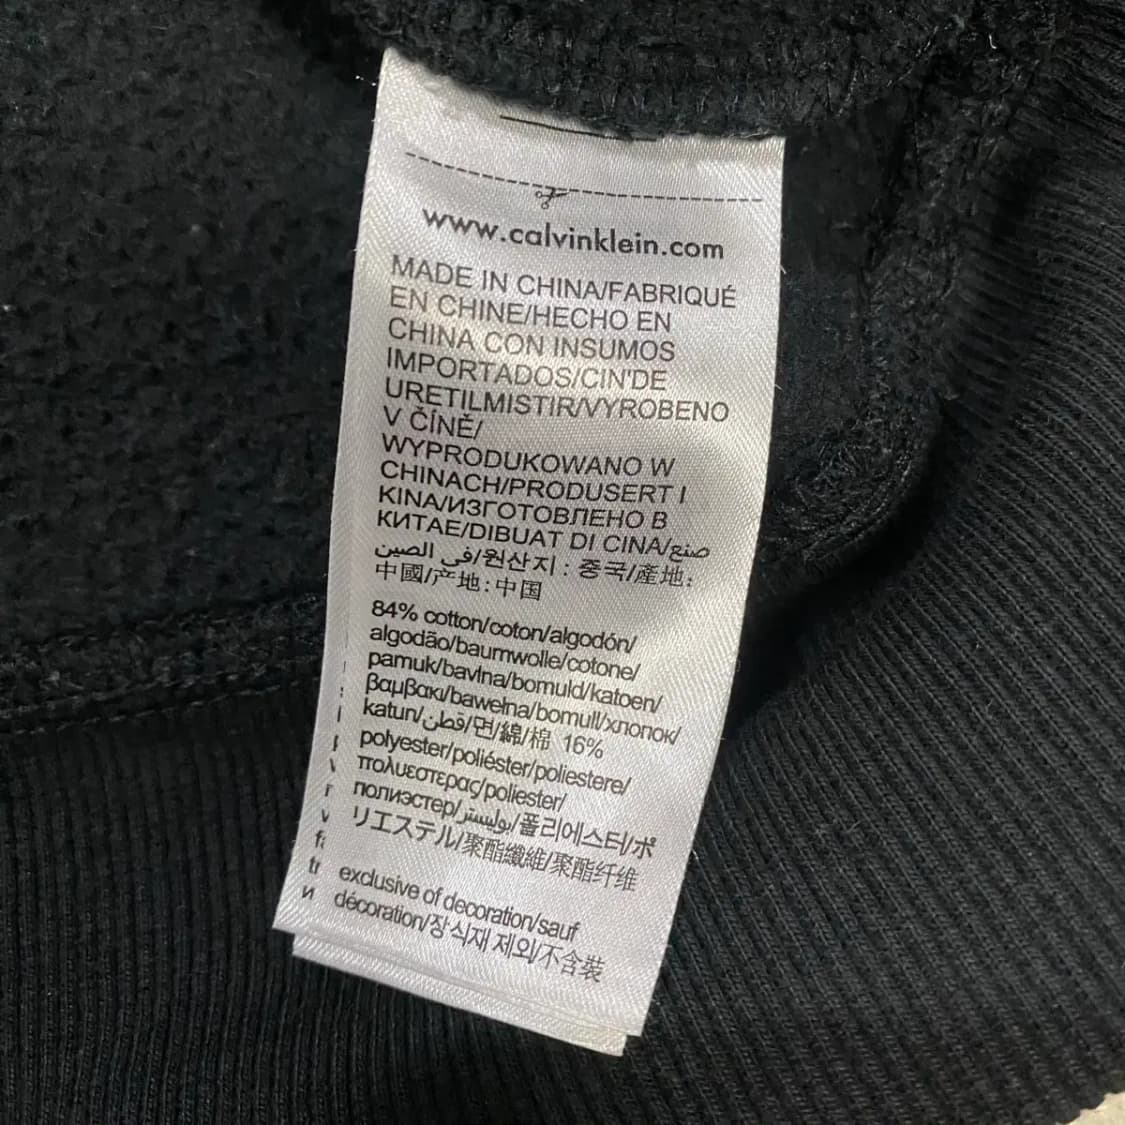 www.calvinklein.com
MADE IN CHINA/FABRIQUÉ
EN CHINE/HECHO EN
CHINA CON INSUMOS
IMPORTADOS/CIN'DE
URETILMISTIR/VYROBENO
V ČÍNĚ/
WYPRODUKOWANO W
CHINACH/PRODUSERT I
KINA/ИЗГОТОВЛЕНО В
КИТАЕ/DIBUAT DI CINA/صنع
في الصين/원산지 : 중국/產地:
中國/产地: 中国
84% cotton/coton/algodón/
algodão/baumwolle/cotone/
pamuk/bavlna/bomuld/katoen/
βαμβακι/bawełna/bomull/хлопок/
katun/قطن/면/綿/棉 16%
polyester/poliéster/poliestere/
πολυεστερας/poliester/
полиэстер/بوليستر/폴리에스터/ポ
リエステル/聚酯纖維/聚酯纤维
exclusive of decoration/sauf
décoration/장식재 제외/不含裝